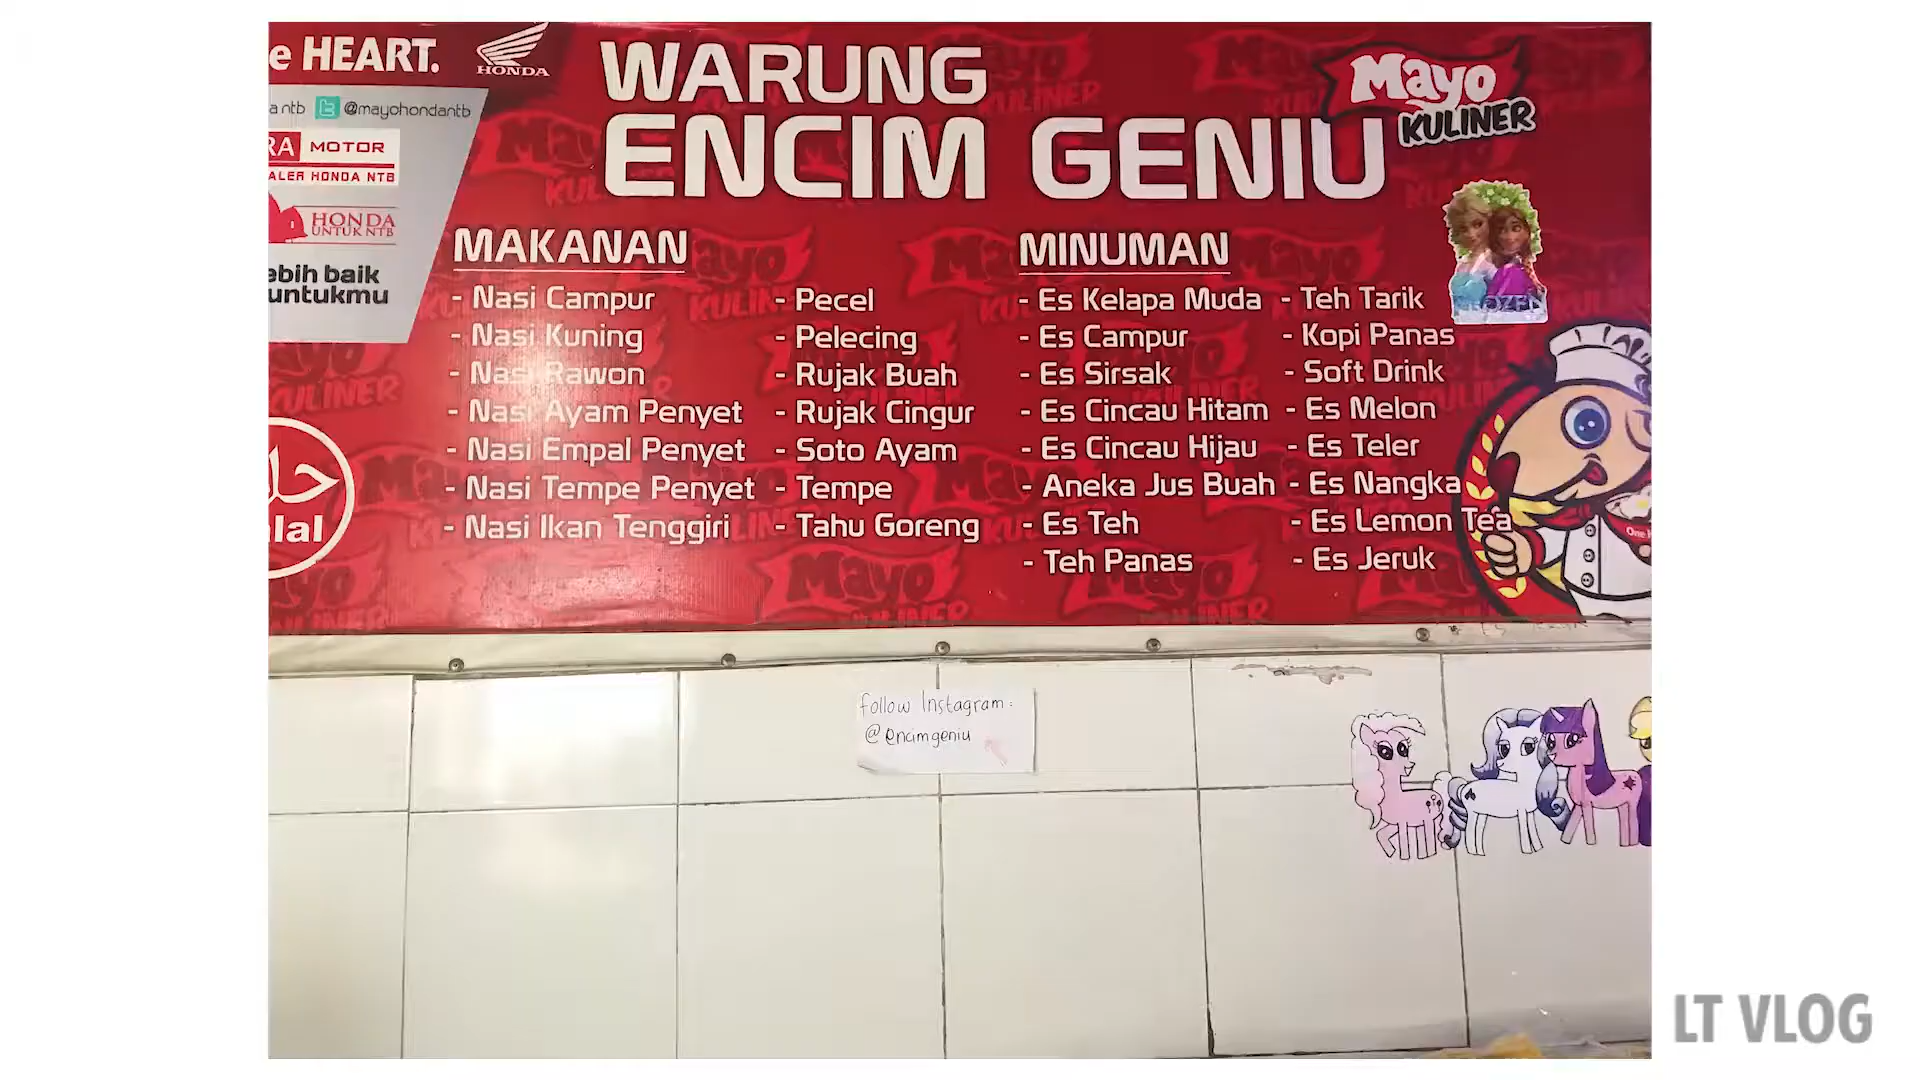 e HEART.
HONDA
a ntb @mayohondantb
RA MOTOR
ALER HONDA NTB
HONDA
UNTUK NTB
ebih baik
untukmu
حلا
lal
WARUNG
ENCIM GENIU
Mayo
KULINER
MAKANAN
- Nasi Campur
- Nasi Kuning
- Nasi Rawon
- Nasi Ayam Penyet
- Nasi Empal Penyet
- Nasi Tempe Penyet
- Nasi Ikan Tenggiri
- Pecel
- Pelecing
- Rujak Buah
- Rujak Cingur
- Soto Ayam
- Tempe
- Tahu Goreng
MINUMAN
- Es Kelapa Muda
- Es Campur
- Es Sirsak
- Es Cincau Hitam
- Es Cincau Hijau
- Aneka Jus Buah
- Es Teh
- Teh Panas
- Teh Tarik
- Kopi Panas
- Soft Drink
- Es Melon
- Es Teler
- Es Nangka
- Es Lemon Tea
- Es Jeruk
FROZEN
follow Instagram:
@encimgeniu
LT VLOG